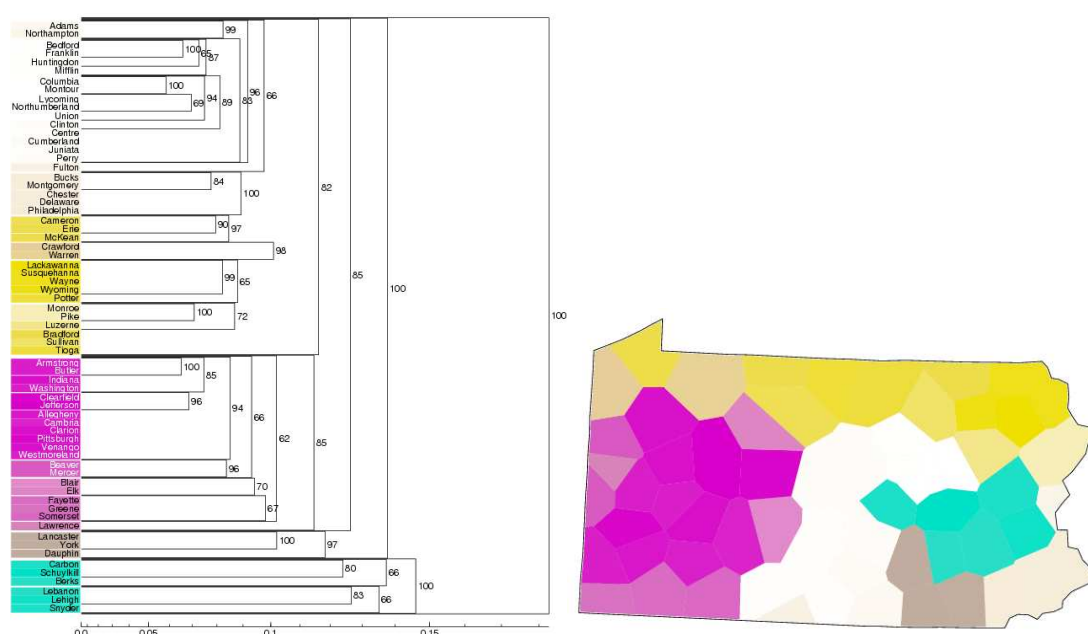 Adams
Northampton
99
Bedford
Franklin
100
65
Huntingdon
87
Mifflin
96
66
83
Columbia
Montour
100
94
89
Lycoming
Northumberland
69
Union
Clinton
Centre
Cumberland
Juniata
Perry
Fulton
Bucks
Montgomery
84
Chester
100
82
Delaware
Philadelphia
Cameron
Erie
90
97
McKean
Crawford
Warren
98
Lackawanna
Susquehanna
Wayne
99
65
85
100
Wyoming
Potter
Monroe
Pike
100
72
100
Luzerne
Bradford
Sullivan
Tioga
Armstrong
Butler
100
85
Indiana
Washington
Clearfield
Jefferson
96
94
66
62
85
Allegheny
Cambria
Clarion
Pittsburgh
Venango
Westmoreland
Beaver
Mercer
96
Blair
Elk
70
Fayette
Greene
67
Somerset
Lawrence
Lancaster
York
100
97
Dauphin
Carbon
Schuylkill
80
66
Berks
100
Lebanon
Lehigh
83
66
Snyder
0.0 0.05 0.1 0.15